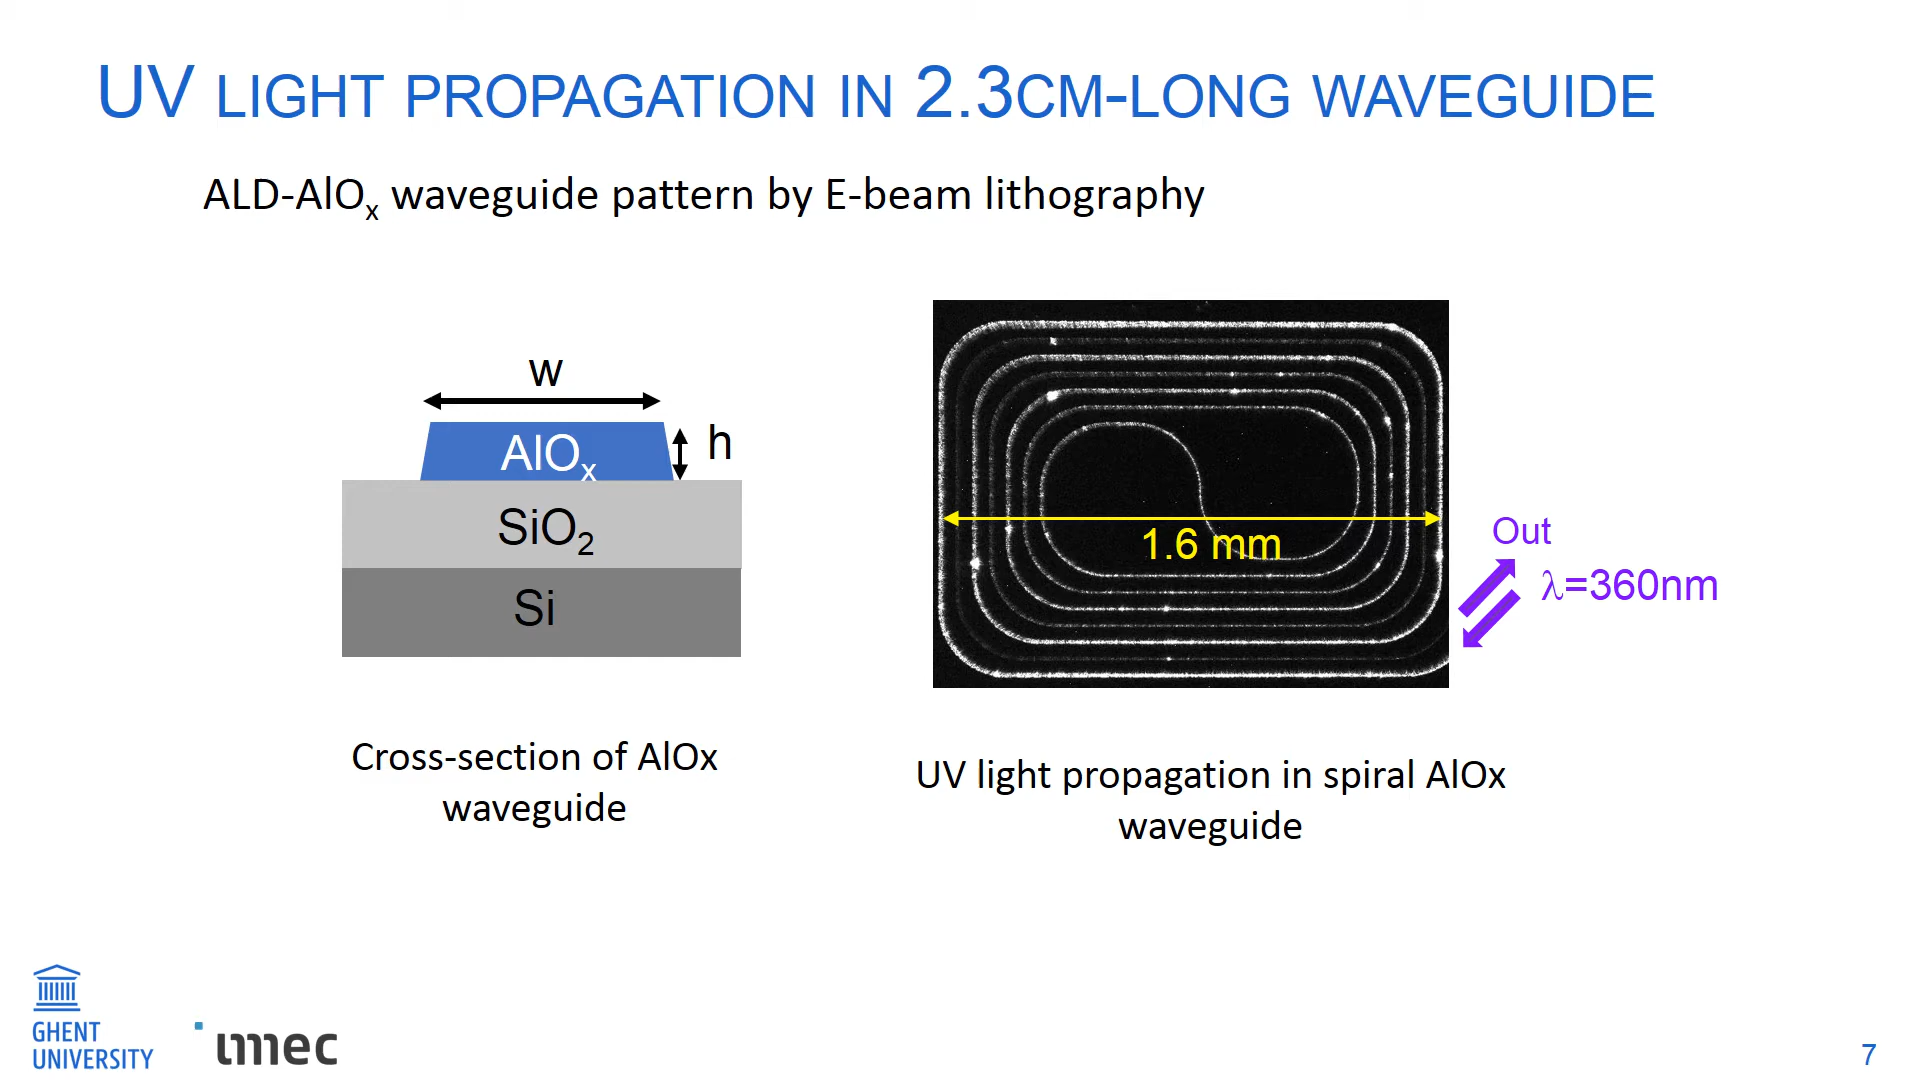 UV LIGHT PROPAGATION IN 2.3CM-LONG WAVEGUIDE
ALD-AlOx waveguide pattern by E-beam lithography
w
h
AlOx
SiO2
Si
1.6 mm
Out
λ=360nm
Cross-section of AlOx
waveguide
UV light propagation in spiral AlOx
waveguide
GHENT
UNIVERSITY
imec
7